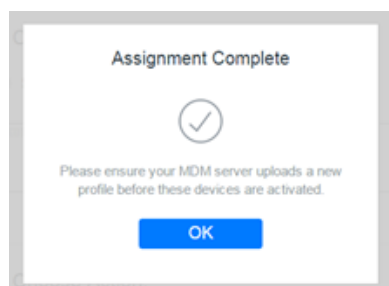 Assignment Complete
Please ensure your MDM server uploads a new
profile before these devices are activated.
OK